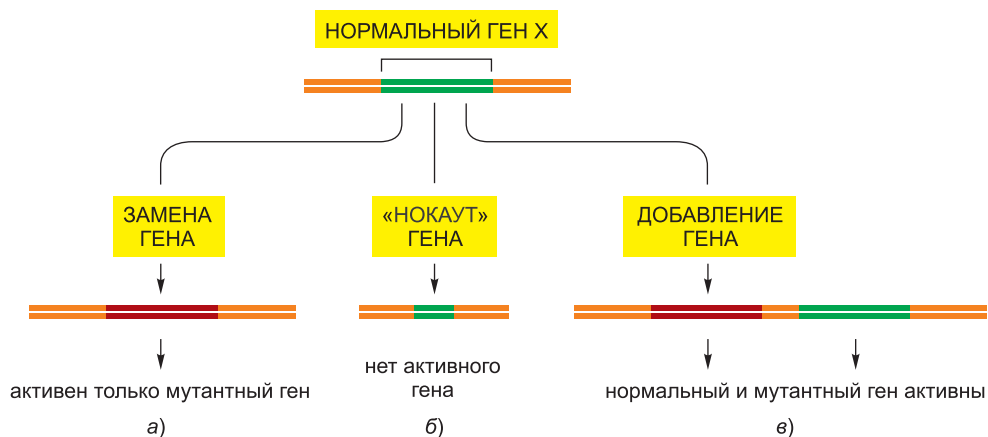 НОРМАЛЬНЫЙ ГЕН X
ЗАМЕНА
ГЕНА
«НОКАУТ»
ГЕНА
ДОБАВЛЕНИЕ
ГЕНА
активен только мутантный ген
нет активного
гена
нормальный и мутантный ген активны
а)
б)
в)